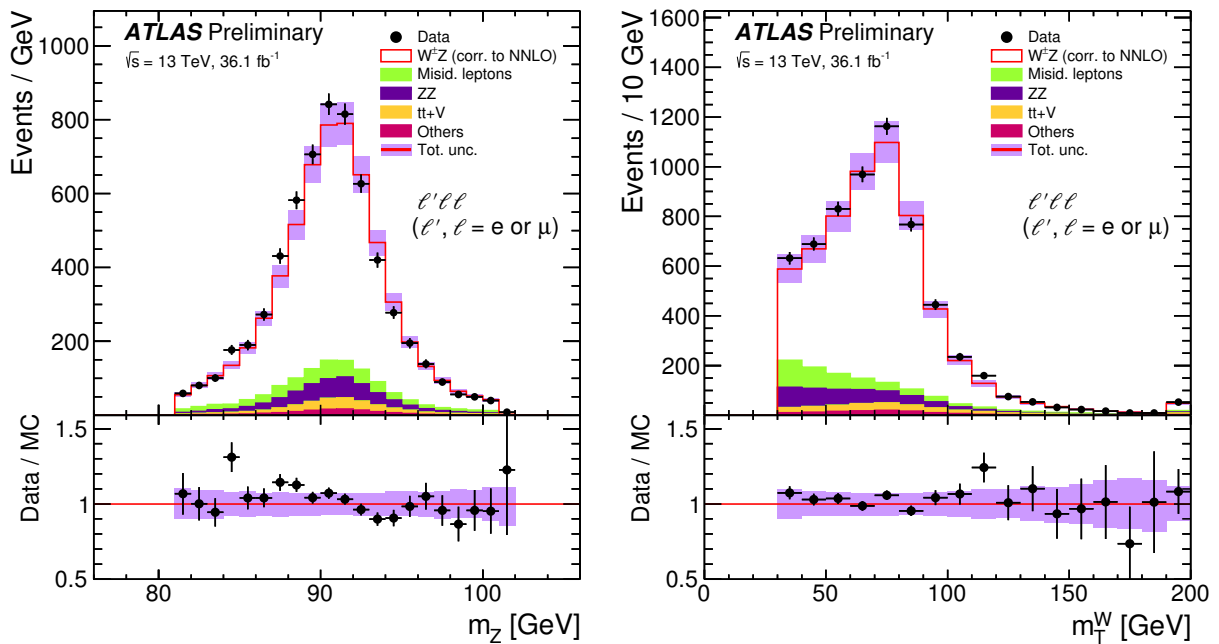 ATLAS Preliminary
√s = 13 TeV, 36.1 fb⁻¹
Data
W±Z (corr. to NNLO)
Misid. leptons
ZZ
tt+V
Others
Tot. unc.
ℓ'ℓℓ
(ℓ', ℓ = e or μ)
Events / GeV
1000
800
600
400
200
Data / MC
1.5
1
0.5
80
90
100
m_Z [GeV]
ATLAS Preliminary
√s = 13 TeV, 36.1 fb⁻¹
Data
W±Z (corr. to NNLO)
Misid. leptons
ZZ
tt+V
Others
Tot. unc.
ℓ'ℓℓ
(ℓ', ℓ = e or μ)
Events / 10 GeV
1600
1400
1200
1000
800
600
400
200
Data / MC
1.5
1
0.5
0
50
100
150
200
m_T^W [GeV]